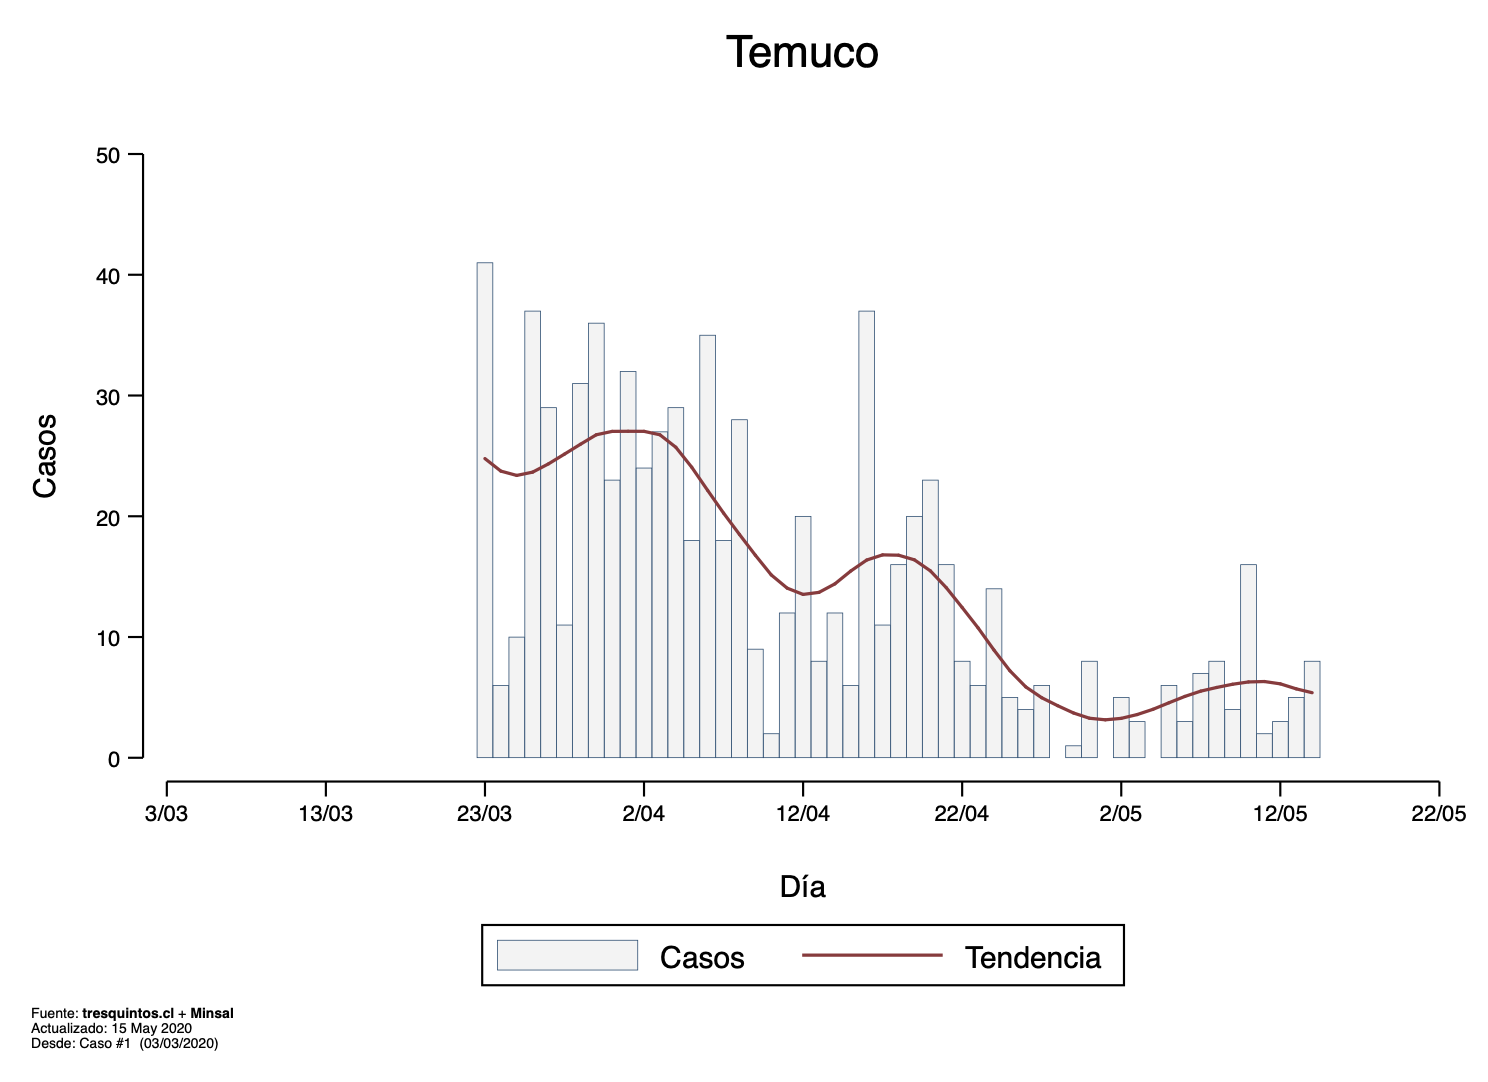 Temuco
50
40
30
20
10
0
Casos
3/03 13/03 23/03 2/04 12/04 22/04 2/05 12/05 22/05
Día
Casos Tendencia
Fuente: tresquintos.cl + Minsal
Actualizado: 15 May 2020
Desde: Caso #1 (03/03/2020)